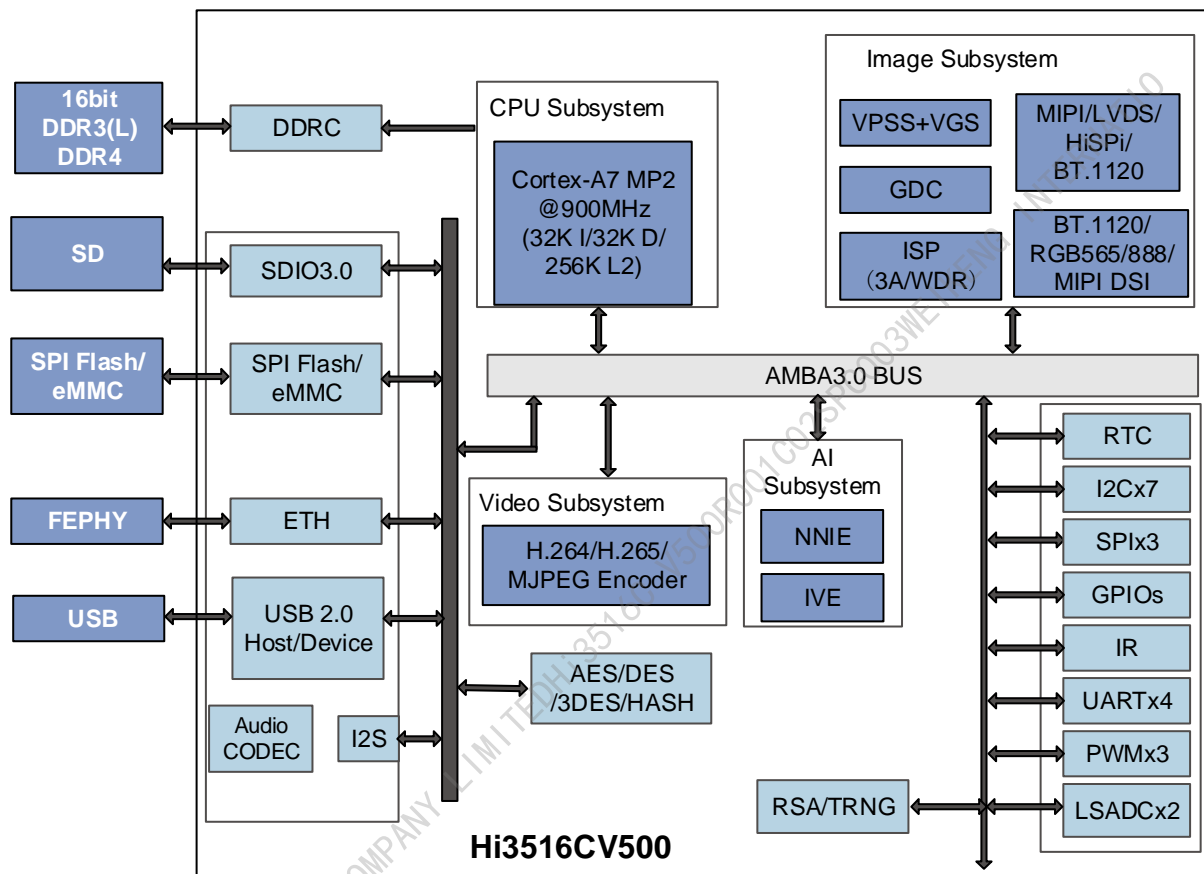 16bit
DDR3(L)
DDR4
DDRC
SD
SDIO3.0
SPI Flash/
eMMC
SPI Flash/
eMMC
FEPHY
ETH
USB
USB 2.0
Host/Device
Audio
CODEC
I2S
CPU Subsystem
Cortex-A7 MP2
@900MHz
(32K I/32K D/
256K L2)
Image Subsystem
VPSS+VGS
GDC
ISP
（3A/WDR）
MIPI/LVDS/
HiSPi/
BT.1120
BT.1120/
RGB565/888/
MIPI DSI
AMBA3.0 BUS
Video Subsystem
H.264/H.265/
MJPEG Encoder
AI
Subsystem
NNIE
IVE
AES/DES
/3DES/HASH
RSA/TRNG
RTC
I2Cx7
SPIx3
GPIOs
IR
UARTx4
PWMx3
LSADCx2
Hi3516CV500